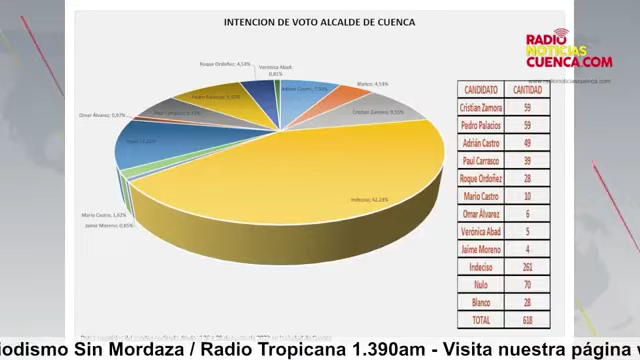 INTENCION DE VOTO ALCALDE DE CUENCA
RADIO
NOTICIAS
CUENCA.COM
www.radionoticiascuenca.com
Roque Ordoñez; 4,53%
Verónica Abad;
0,81%
Blanco; 4,53%
Omar Álvarez; 0,97%
Indeciso; 42,23%
Mario Castro; 1,62%
Jaime Moreno; 0,65%
CANDIDATO CANTIDAD
Cristian Zamora 59
Pedro Palacios 59
Adrián Castro 49
Paul Carrasco 39
Roque Ordoñez 28
Mario Castro 10
Omar Alvarez 6
Verónica Abad 5
Jaime Moreno 4
Indeciso 261
Nulo 70
Blanco 28
TOTAL 618
iodismo Sin Mordaza / Radio Tropicana 1.390am - Visita nuestra página v